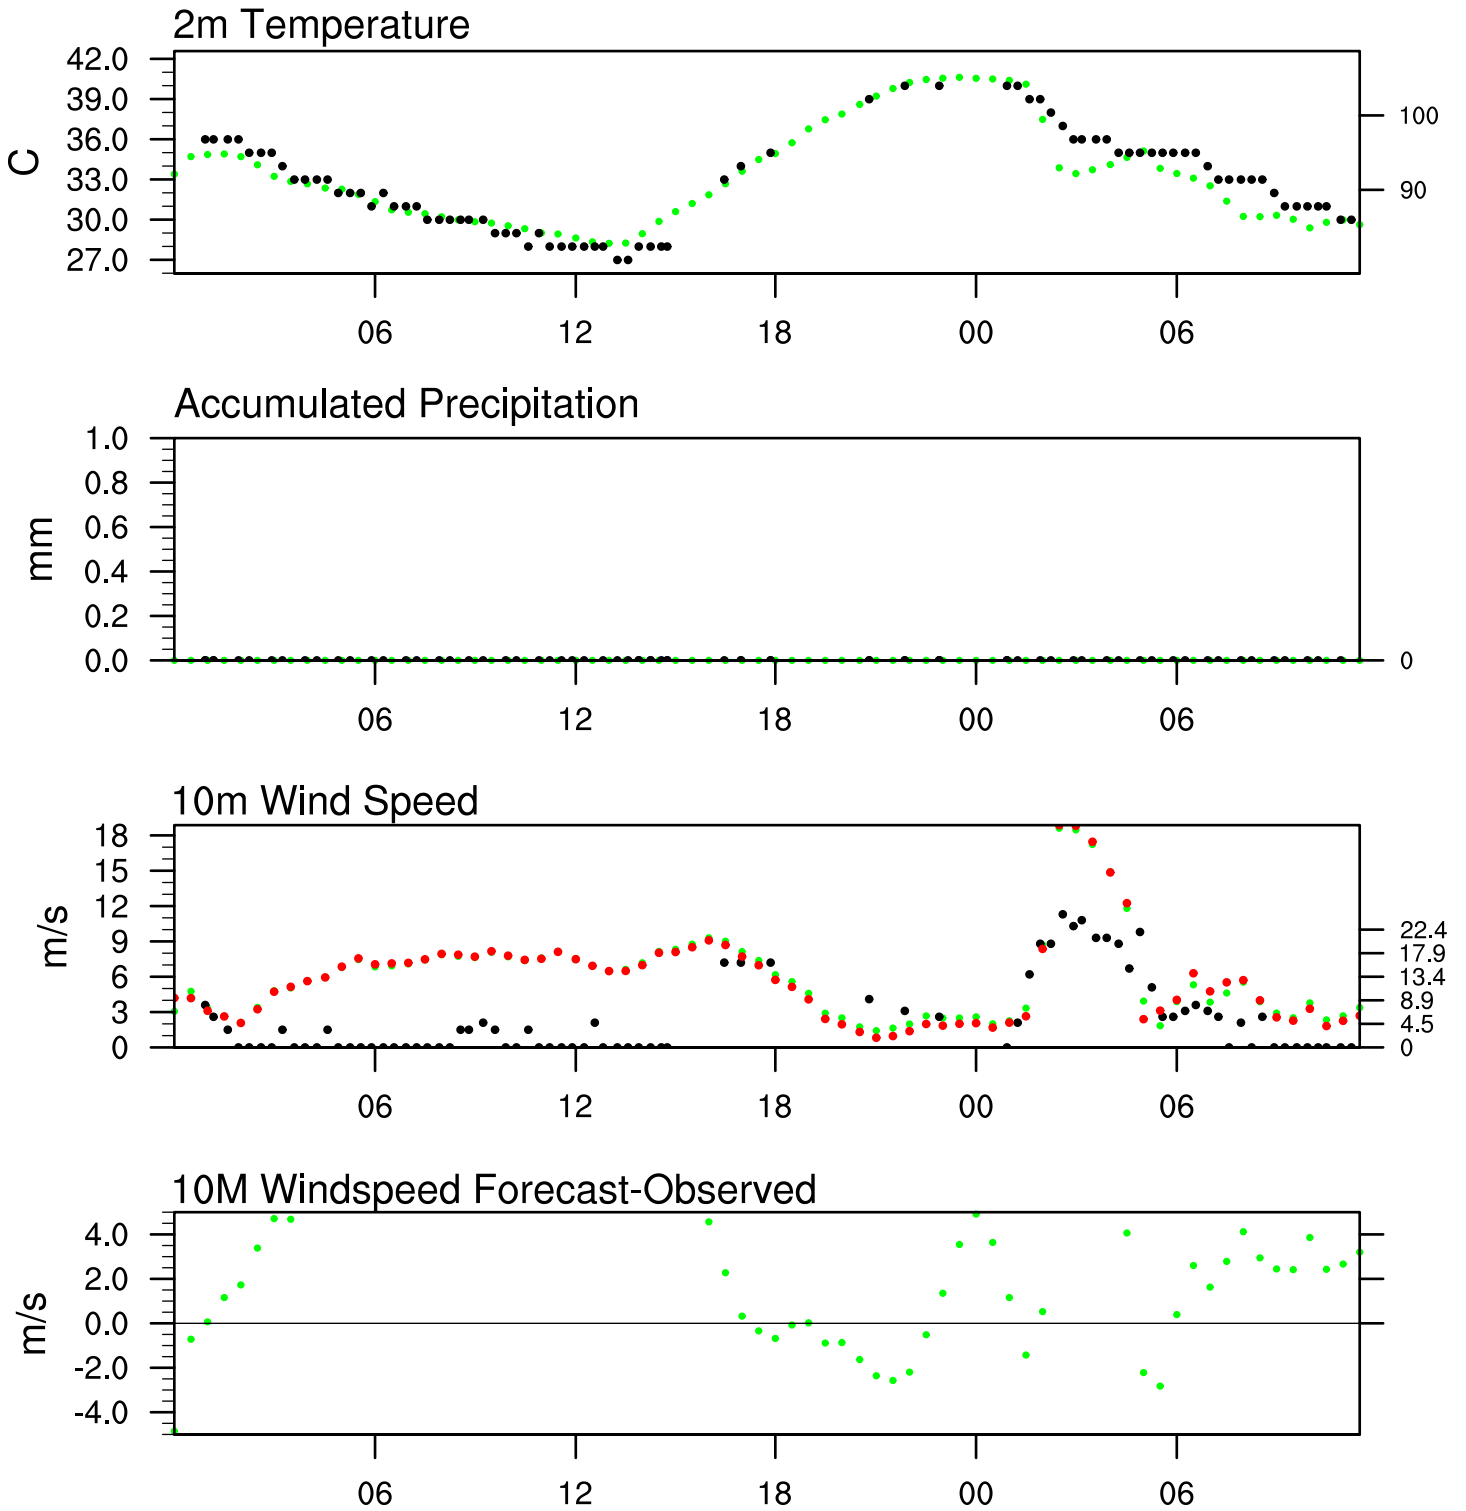 2m Temperature
42.0
39.0
36.0
33.0
30.0
27.0
C
100
90
06 12 18 00 06
Accumulated Precipitation
1.0
0.8
0.6
0.4
0.2
0.0
mm
0
06 12 18 00 06
10m Wind Speed
18
15
12
9
6
3
0
m/s
22.4
17.9
13.4
8.9
4.5
0
06 12 18 00 06
10M Windspeed Forecast-Observed
4.0
2.0
0.0
-2.0
-4.0
m/s
06 12 18 00 06